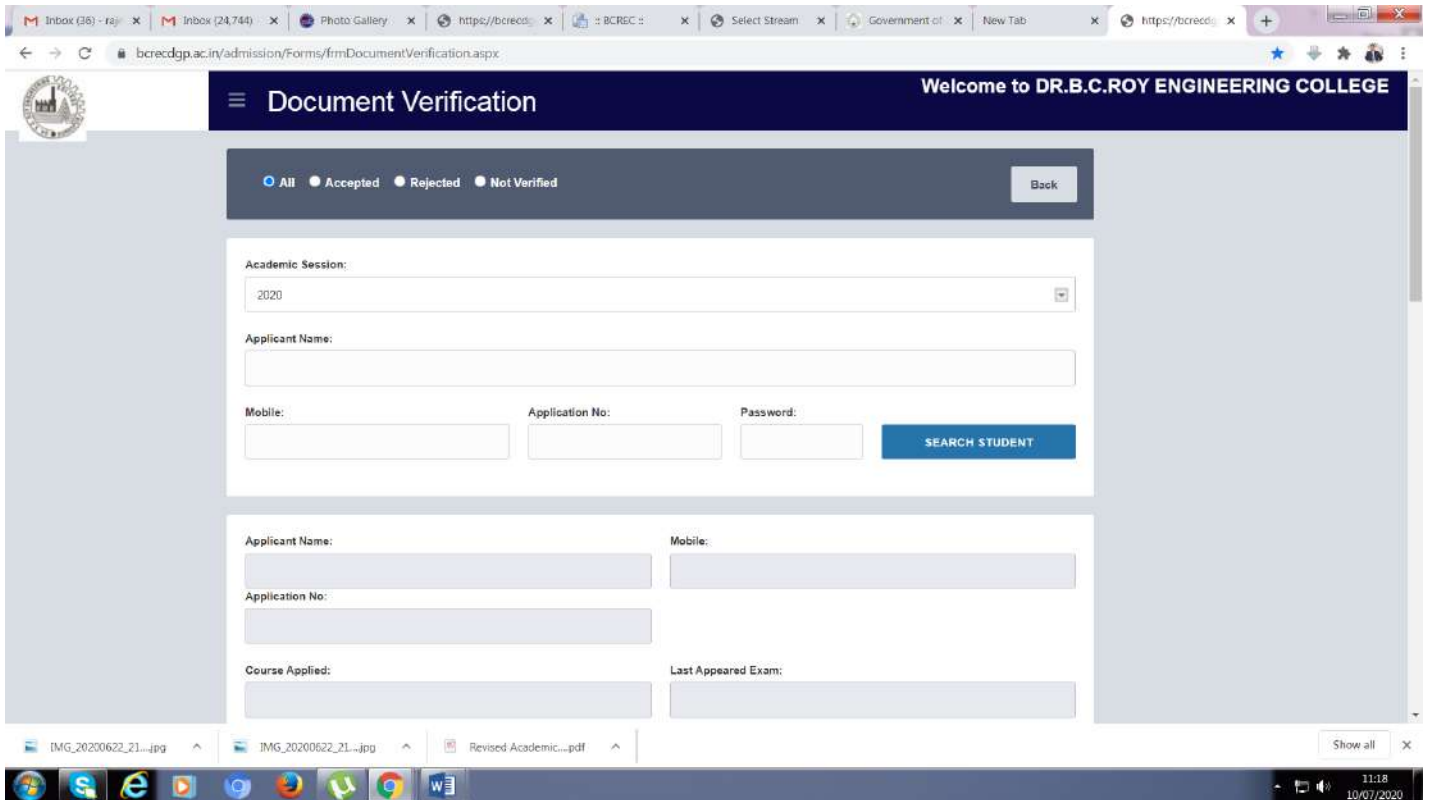 Inbox (36) - raj
Inbox (24,744)
Photo Gallery
https://bcrecdg
:: BCREC ::
Select Stream
Government of
New Tab
https://bcrecdg
bcrecdgp.ac.in/admission/Forms/frmDocumentVerification.aspx
Document Verification
Welcome to DR.B.C.ROY ENGINEERING COLLEGE
All Accepted Rejected Not Verified
Back
Academic Session:
2020
Applicant Name:
Mobile: Application No: Password:
SEARCH STUDENT
Applicant Name: Mobile:
Application No:
Course Applied: Last Appeared Exam:
IMG_20200622_21....jpg
IMG_20200622_21....jpg
Revised Academic....pdf
Show all
11:18
10/07/2020